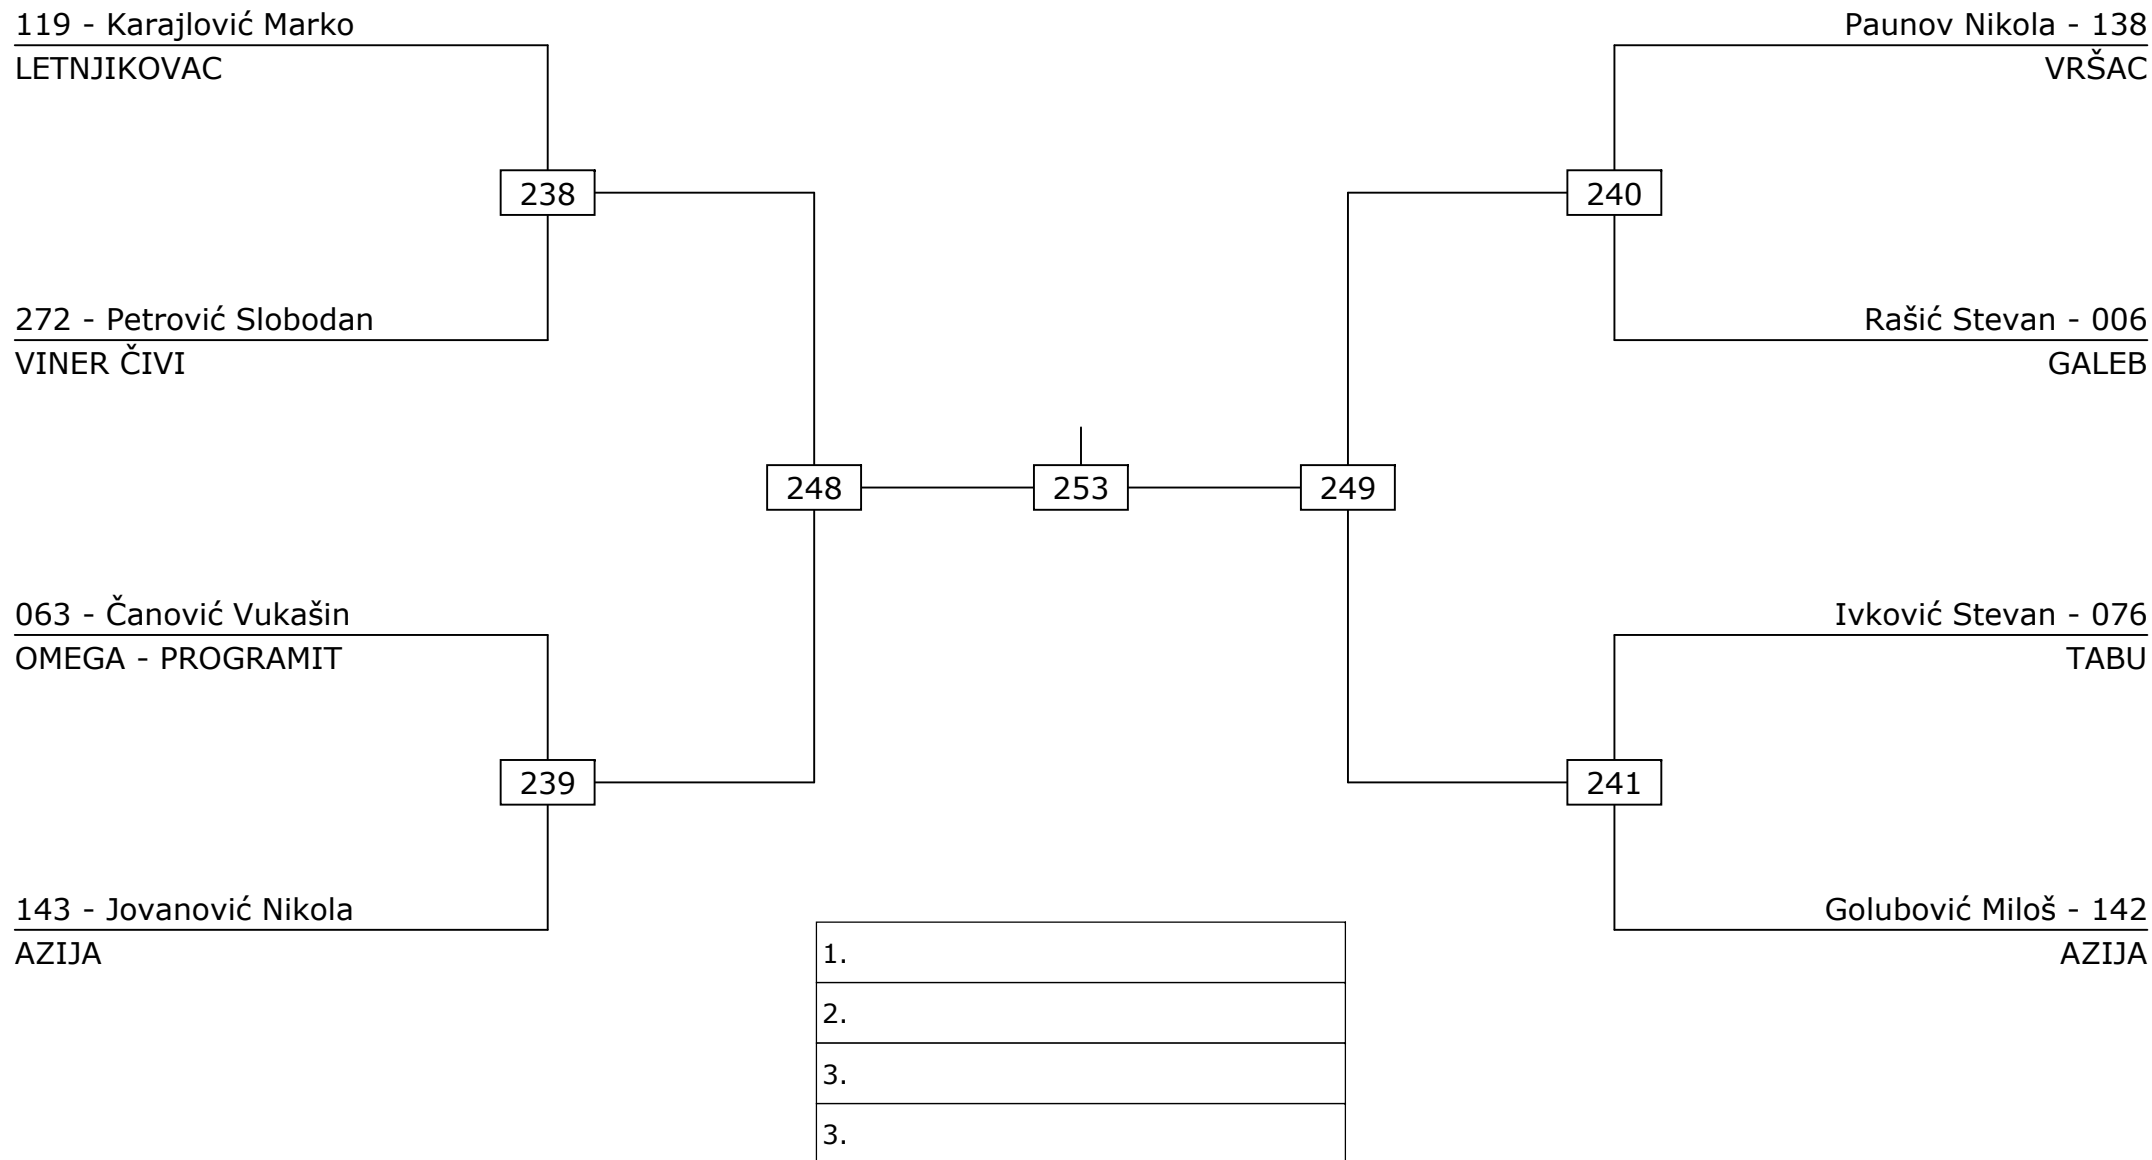 119 - Karajlović Marko
LETNJIKOVAC
Paunov Nikola - 138
VRŠAC
238
240
272 - Petrović Slobodan
VINER ČIVI
Rašić Stevan - 006
GALEB
248
253
249
063 - Čanović Vukašin
OMEGA - PROGRAMIT
Ivković Stevan - 076
TABU
239
241
143 - Jovanović Nikola
AZIJA
Golubović Miloš - 142
AZIJA
1.
2.
3.
3.